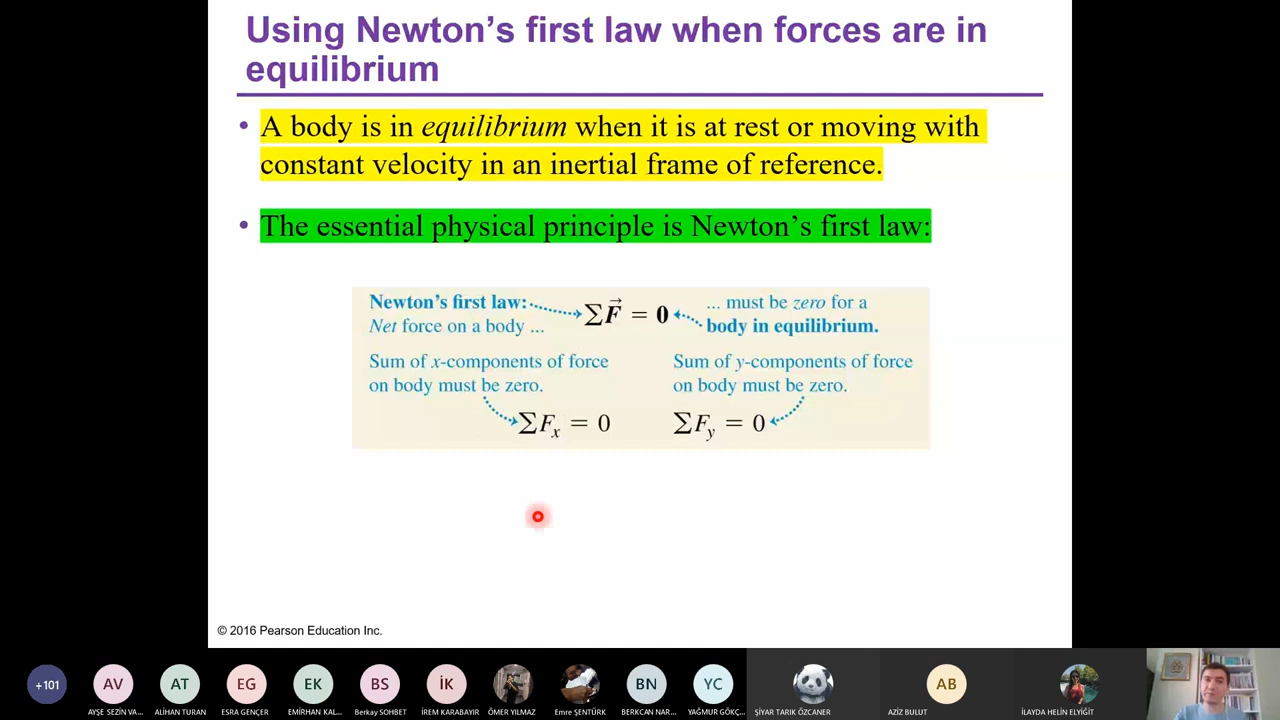 Using Newton's first law when forces are in
equilibrium
• A body is in equilibrium when it is at rest or moving with
constant velocity in an inertial frame of reference.
• The essential physical principle is Newton's first law:
Newton's first law:
Net force on a body ...
∑F⃗ = 0
... must be zero for a
body in equilibrium.
Sum of x-components of force
on body must be zero.
∑Fx = 0
Sum of y-components of force
on body must be zero.
∑Fy = 0
© 2016 Pearson Education Inc.
+101
AV
AT
EG
EK
BS
İK
BN
YC
AB
AYŞE SEZİN VA...
ALİHAN TURAN
ESRA GENÇER
EMİRHAN KAL...
Berkay SOHBET
İREM KARABAYIR
ÖMER YILMAZ
Emre ŞENTÜRK
BERKCAN NAR...
YAĞMUR GÖKÇ...
ŞİYAR TARIK ÖZCANER
AZİZ BULUT
İLAYDA HELİN ELYİĞİT